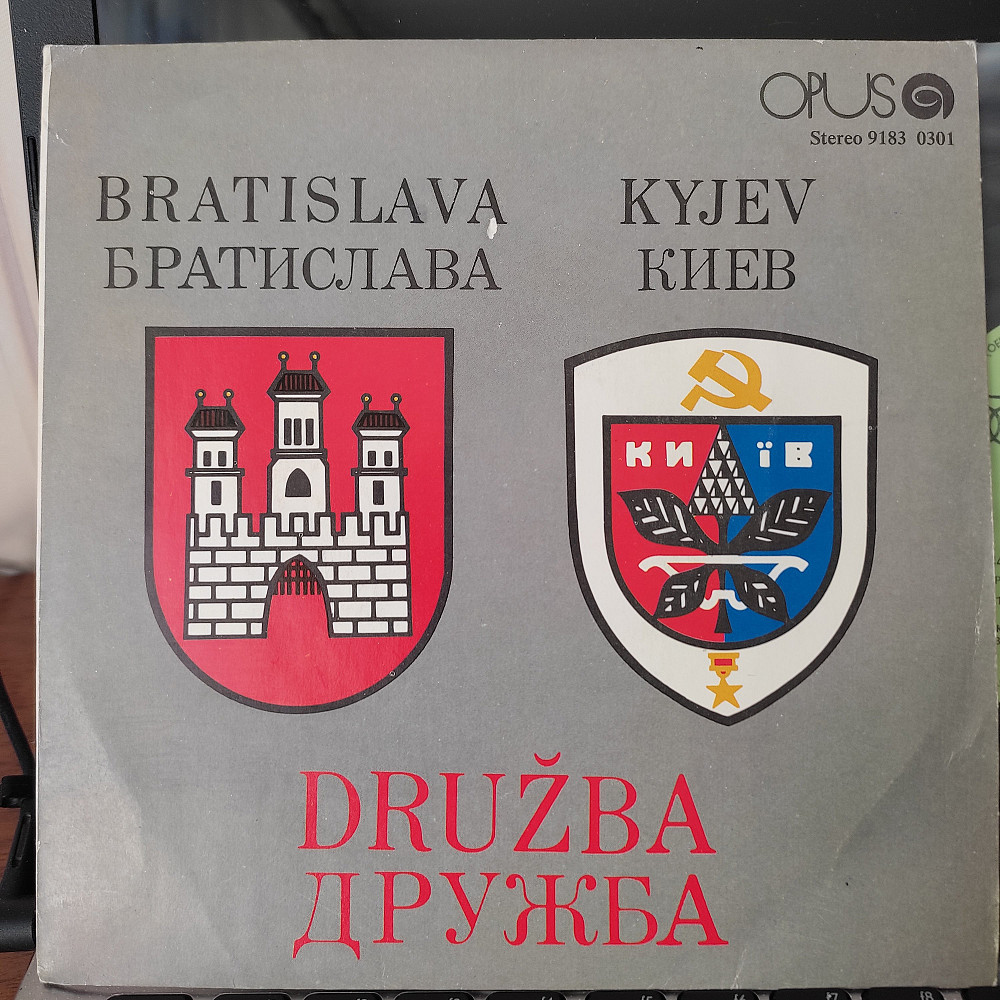 OPUS
Stereo 9183 0301
BRATISLAVA KYJEV
БРАТИСЛАВА КИЕВ
КИЇВ
DRUŽBA
ДРУЖБА